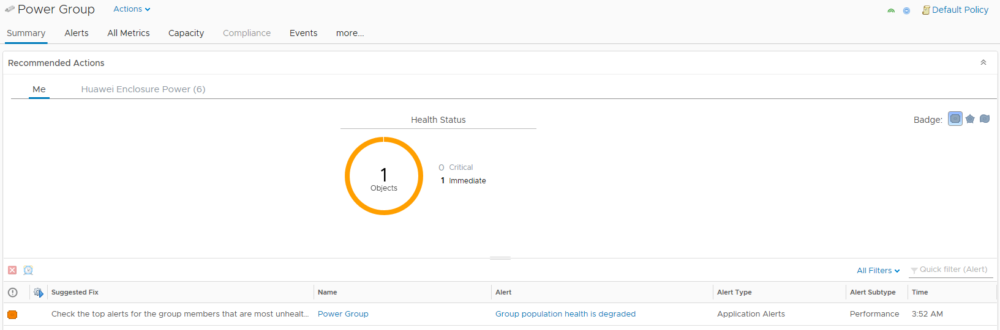 Power Group Actions Default Policy
Summary Alerts All Metrics Capacity Compliance Events more...
Recommended Actions
Me Huawei Enclosure Power (6)
Health Status Badge:
1
Objects
0 Critical
1 Immediate
All Filters Quick filter (Alert)
Suggested Fix Name Alert Alert Type Alert Subtype Time
Check the top alerts for the group members that are most unhealt... Power Group Group population health is degraded Application Alerts Performance 3:52 AM